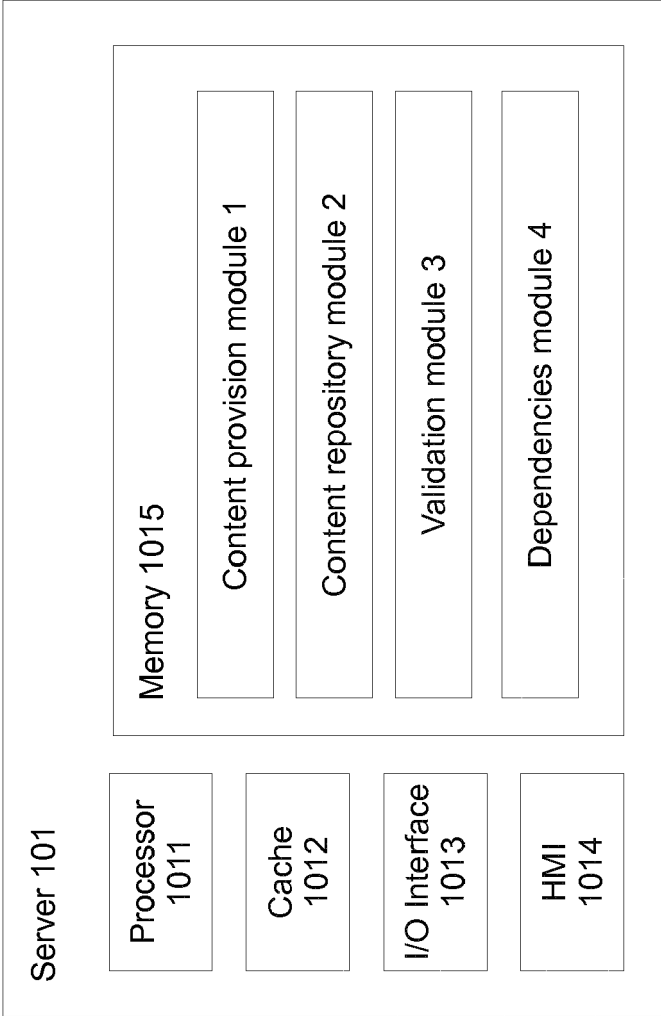 Server 101
Processor
1011
Cache
1012
I/O Interface
1013
HMI
1014
Memory 1015
Content provision module 1
Content repository module 2
Validation module 3
Dependencies module 4